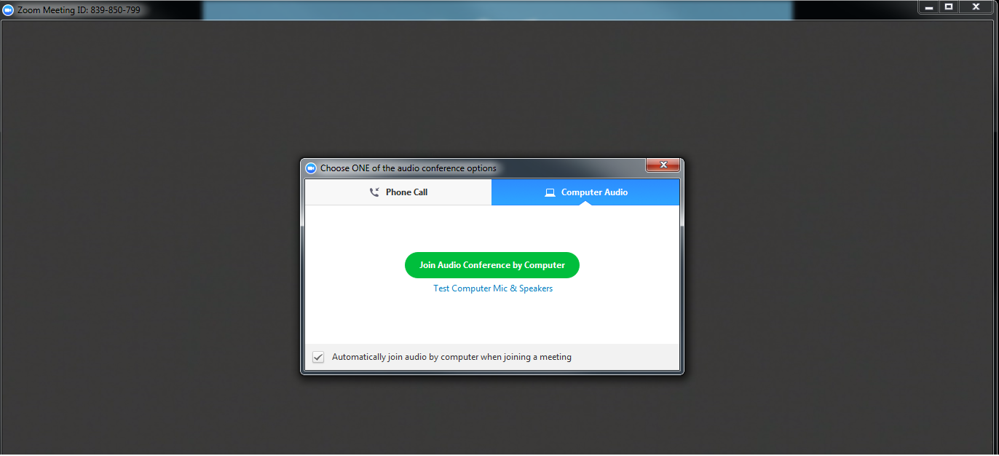 Zoom Meeting ID: 839-850-799
Choose ONE of the audio conference options
Phone Call
Computer Audio
Join Audio Conference by Computer
Test Computer Mic & Speakers
Automatically join audio by computer when joining a meeting